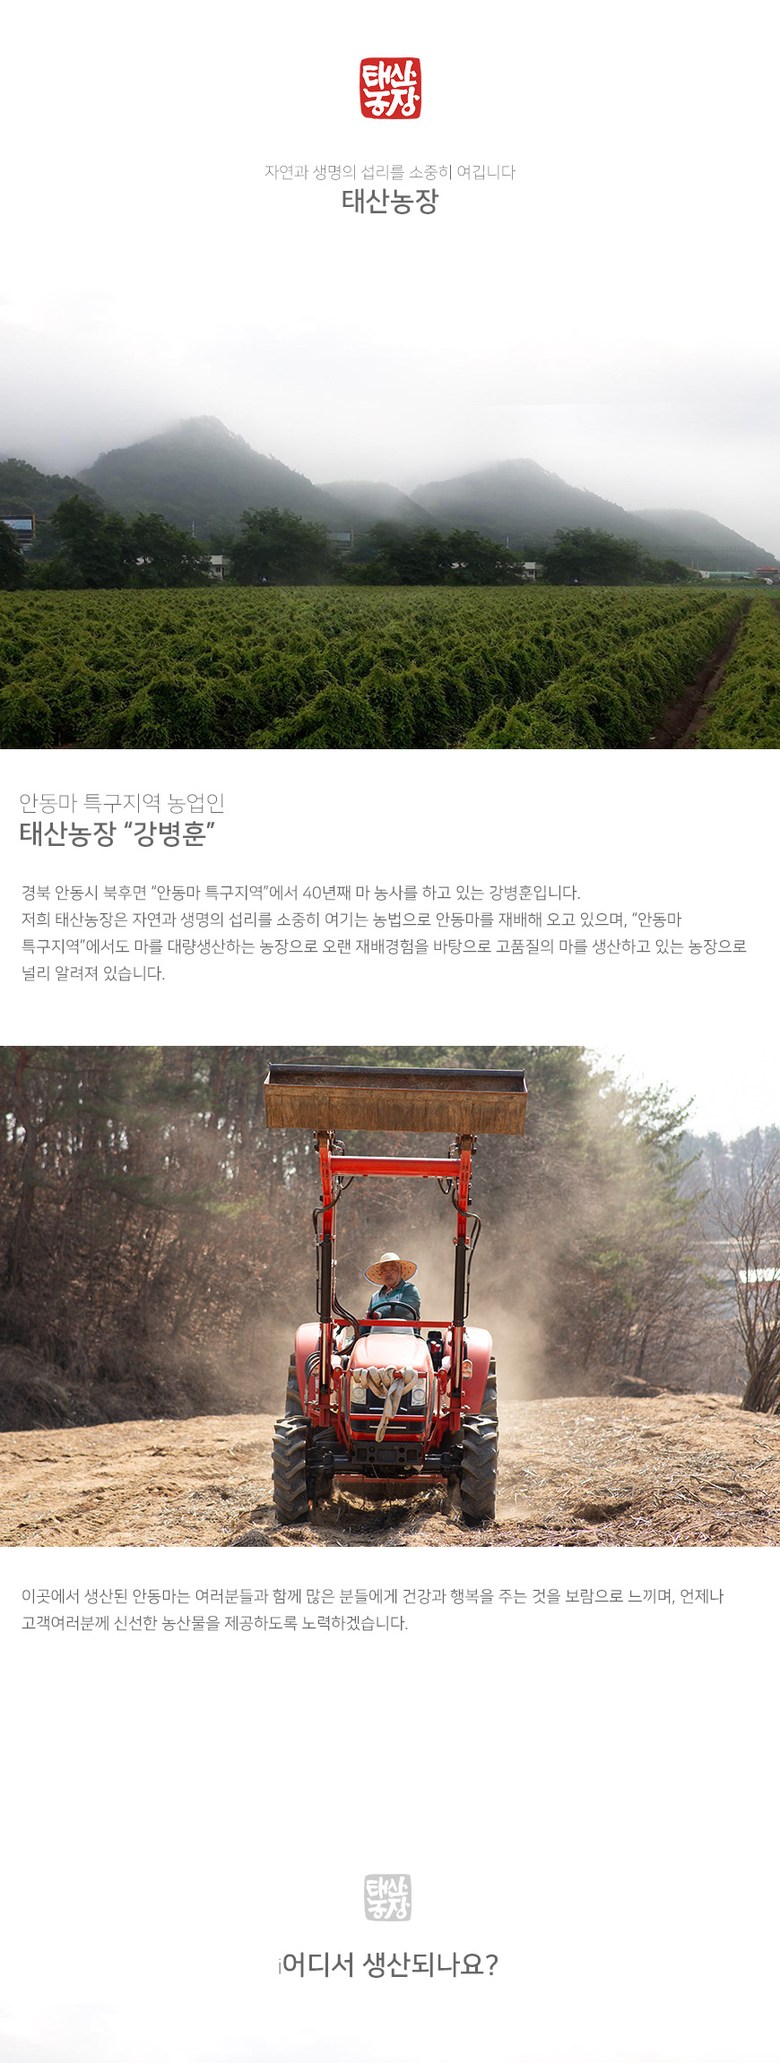 태산
농장
자연과 생명의 섭리를 소중히 여깁니다
태산농장
안동마 특구지역 농업인
태산농장 “강병훈”
경북 안동시 북후면 “안동마 특구지역”에서 40년째 마 농사를 하고 있는 강병훈입니다.
저희 태산농장은 자연과 생명의 섭리를 소중히 여기는 농법으로 안동마를 재배해 오고 있으며, “안동마
특구지역”에서도 마를 대량생산하는 농장으로 오랜 재배경험을 바탕으로 고품질의 마를 생산하고 있는 농장으로
널리 알려져 있습니다.
이곳에서 생산된 안동마는 여러분들과 함께 많은 분들에게 건강과 행복을 주는 것을 보람으로 느끼며, 언제나
고객여러분께 신선한 농산물을 제공하도록 노력하겠습니다.
태산
농장
i어디서 생산되나요?